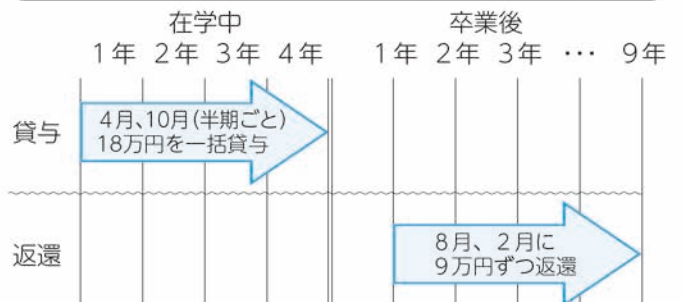 在学中 卒業後
1年 2年 3年 4年 1年 2年 3年 … 9年
貸与
4月、10月(半期ごと)
18万円を一括貸与
返還
8月、2月に
9万円ずつ返還